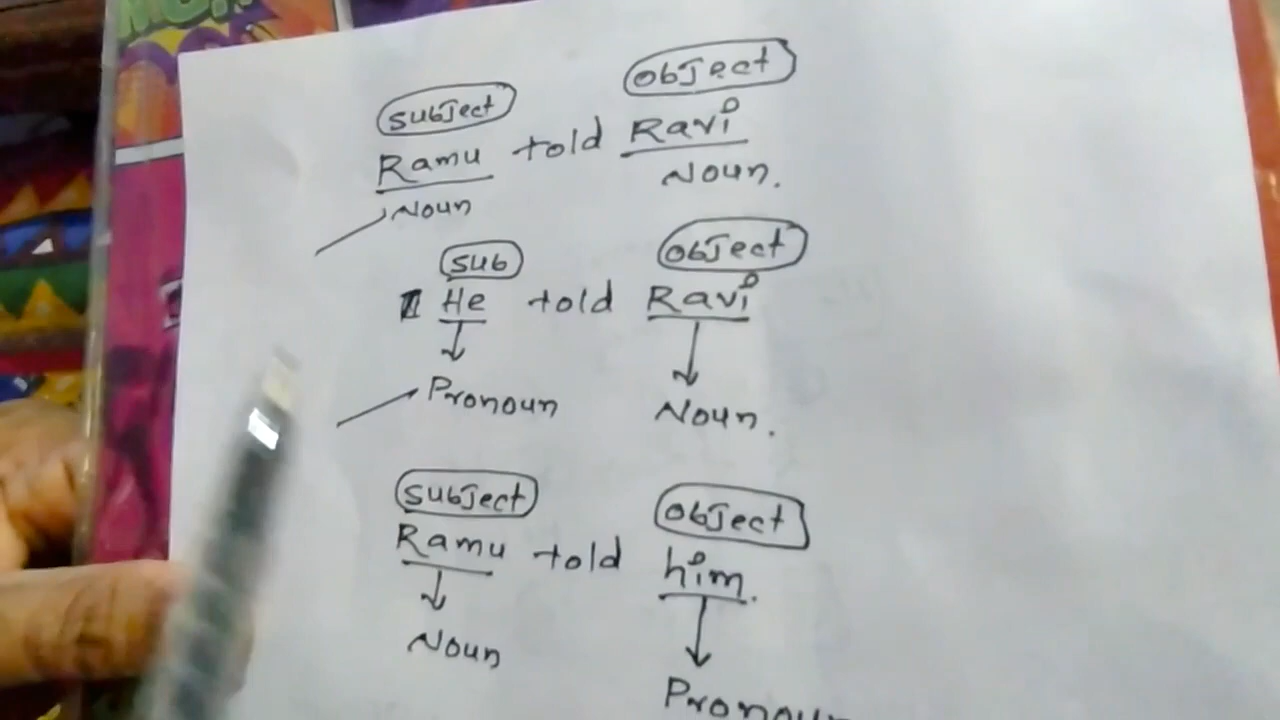 subject object
Ramu told Ravi
Noun Noun.
sub object
He told Ravi
Pronoun Noun.
subject object
Ramu told him.
Noun Pronoun